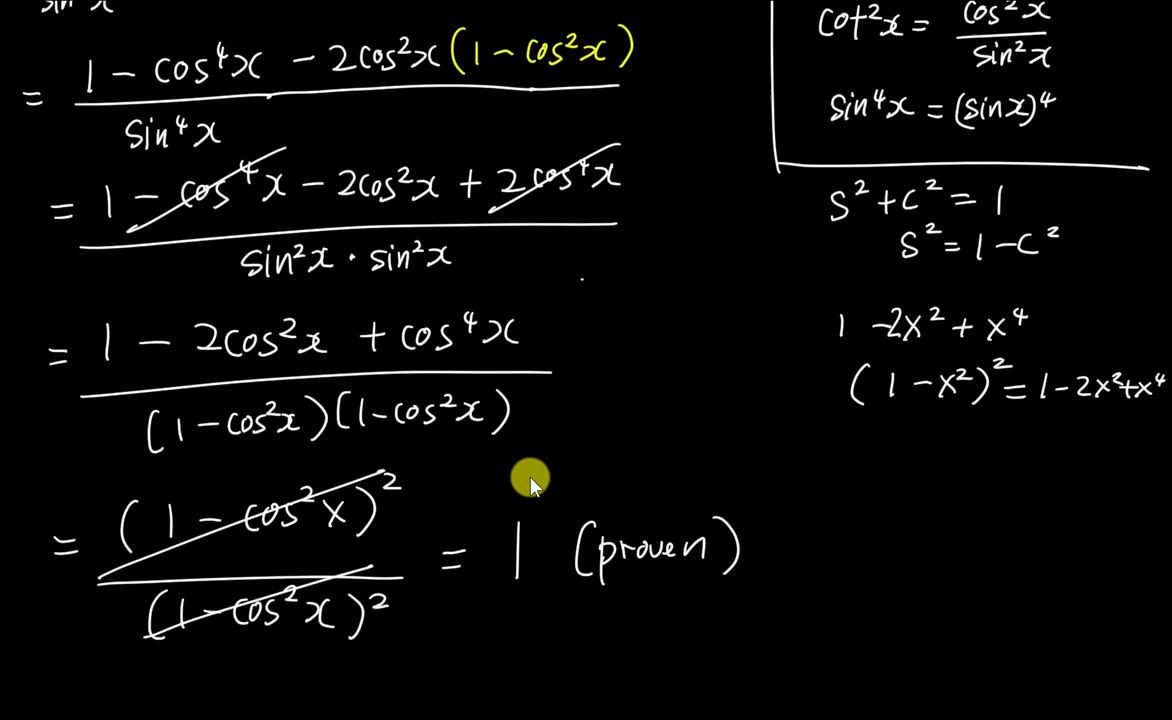 sin x
= (1 - cos⁴x - 2cos²x (1 - cos²x)) / sin⁴x
= (1 - cos⁴x - 2cos²x + 2cos⁴x) / (sin²x · sin²x)
= (1 - 2cos²x + cos⁴x) / ((1-cos²x)(1-cos²x))
= (1 - cos²x)² / (1-cos²x)² = 1 (proven)
cot²x = cos²x / sin²x
sin⁴x = (sinx)⁴
S² + C² = 1
S² = 1 - C²
1 - 2x² + x⁴
(1 - x²)² = 1 - 2x² + x⁴